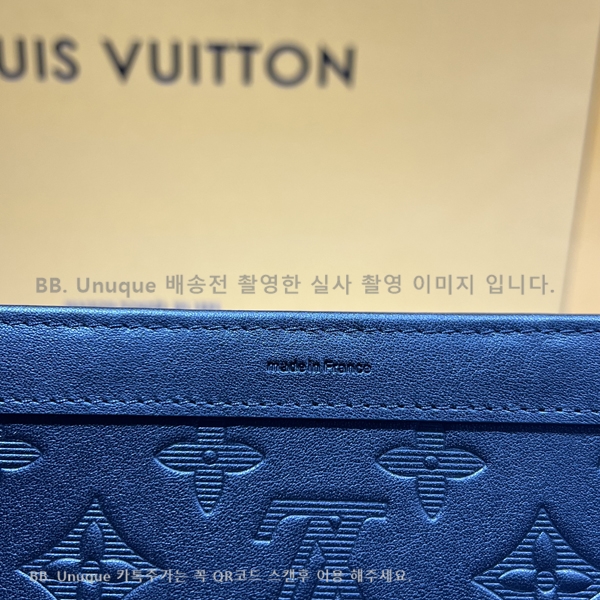 UIS VUITTON
BB. Unuque 배송전 촬영한 실사 촬영 이미지 입니다.
made in France
BB. Unuque 카톡추가는 꼭 QR코드 스캔후 이용 해주세요.